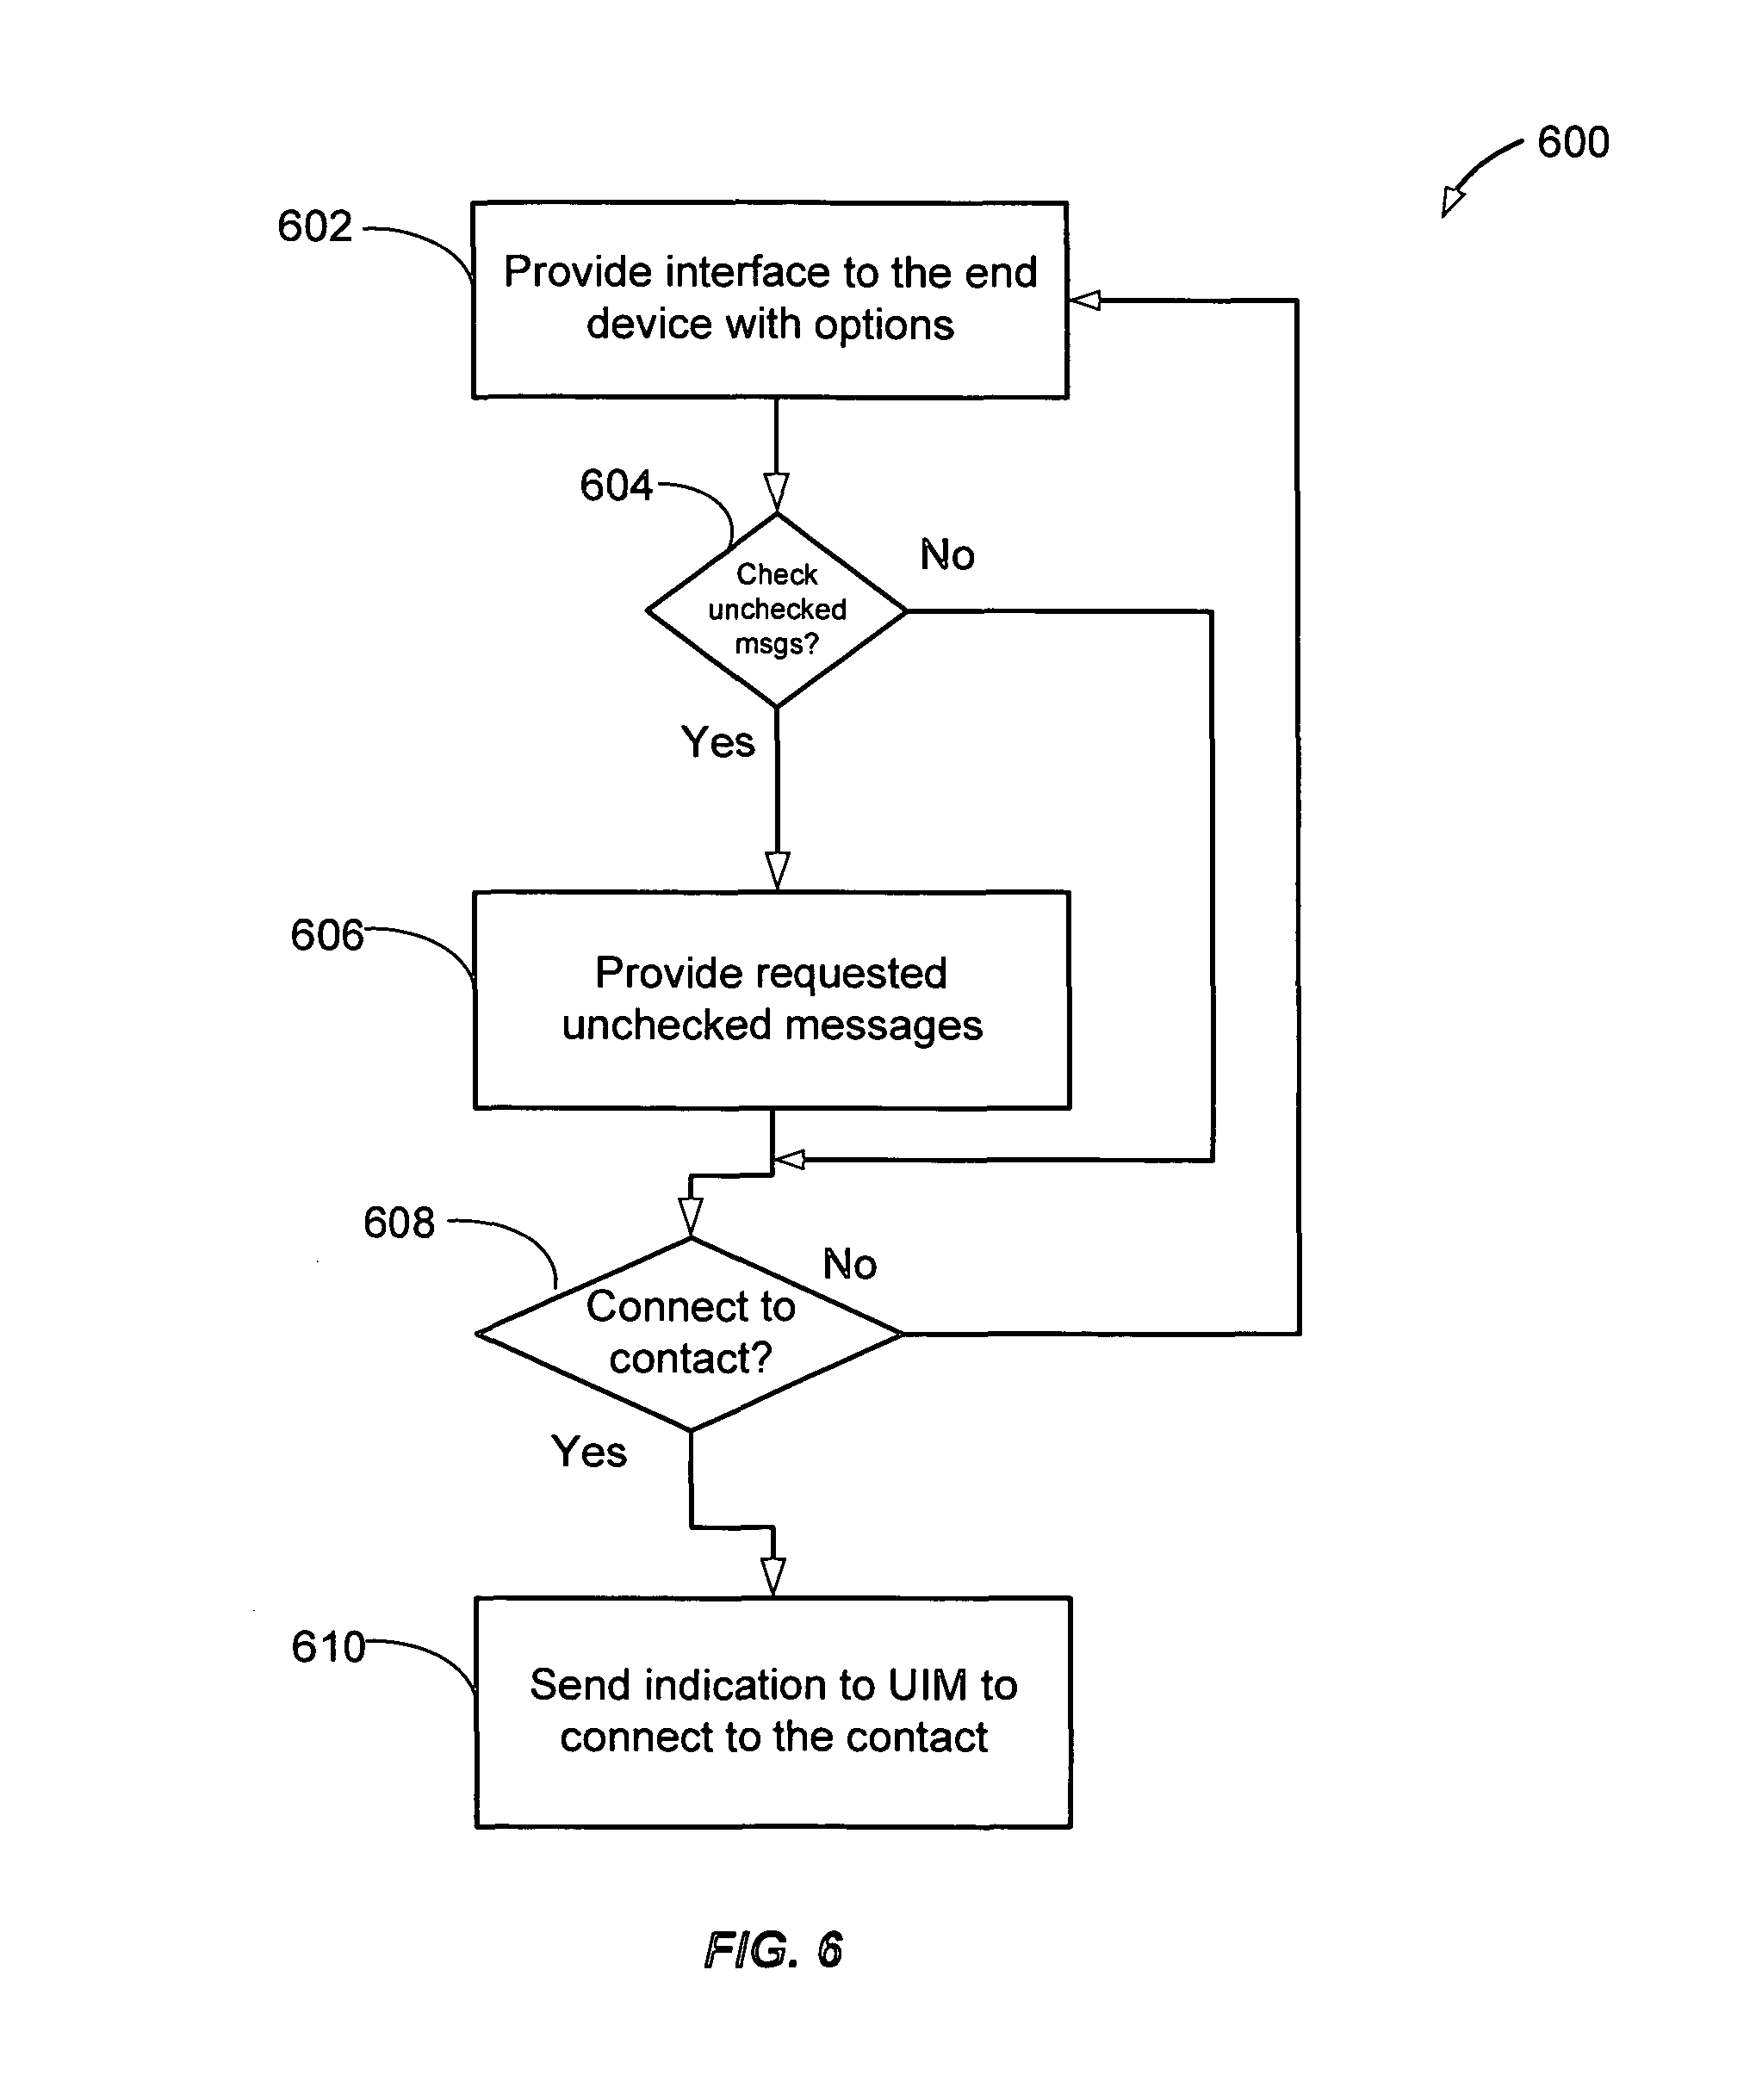 600
602
Provide interface to the end
device with options
604
No
Check
unchecked
msgs?
Yes
606
Provide requested
unchecked messages
608
No
Connect to
contact?
Yes
610
Send indication to UIM to
connect to the contact
FIG. 6